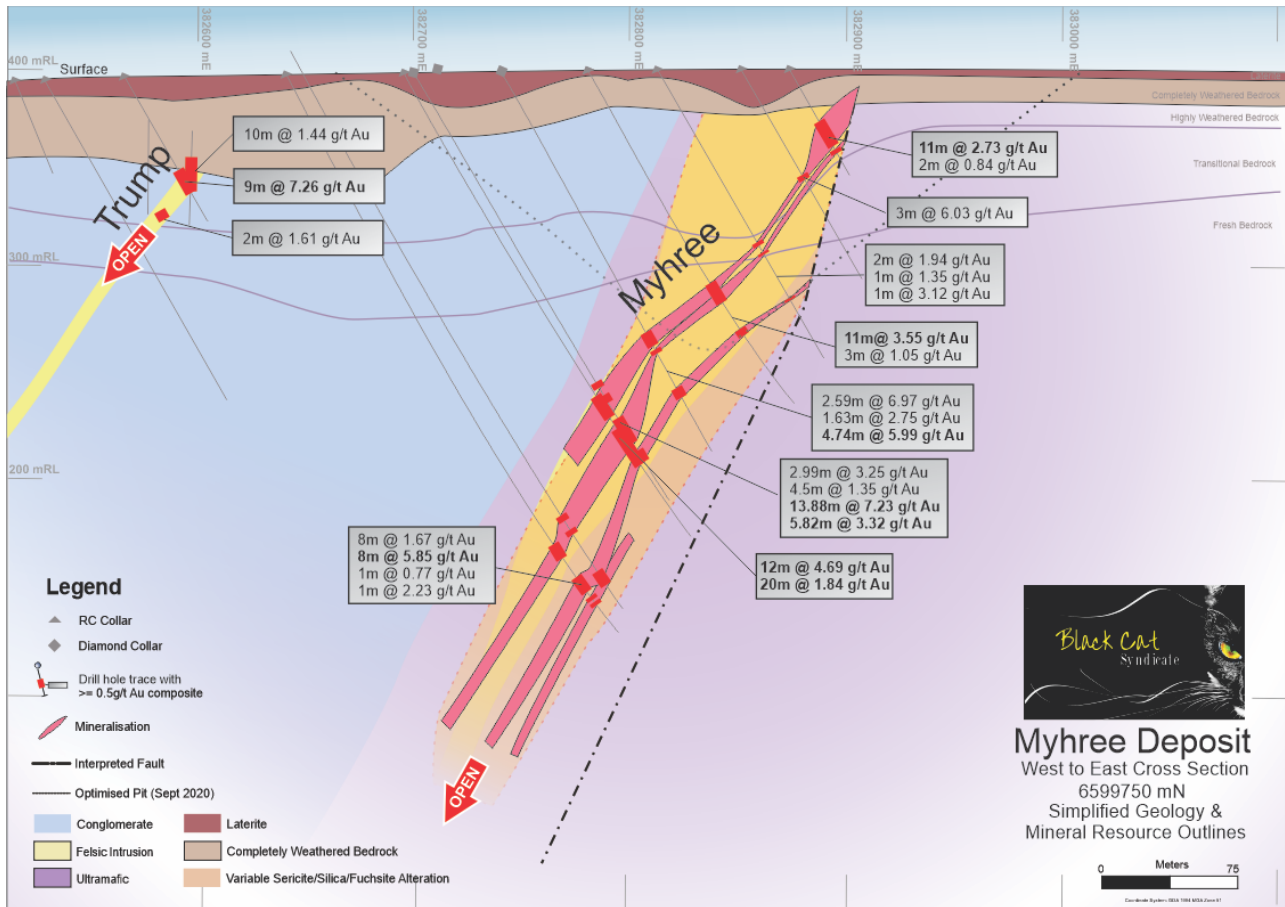 382600 mE
382700 mE
382800 mE
382900 mE
383000 mE
400 mRL
Surface
Laterite
Completely Weathered Bedrock
Highly Weathered Bedrock
Transitional Bedrock
Fresh Bedrock
300 mRL
200 mRL
Trump
OPEN
10m @ 1.44 g/t Au
9m @ 7.26 g/t Au
2m @ 1.61 g/t Au
Myhree
11m @ 2.73 g/t Au
2m @ 0.84 g/t Au
3m @ 6.03 g/t Au
2m @ 1.94 g/t Au
1m @ 1.35 g/t Au
1m @ 3.12 g/t Au
11m@ 3.55 g/t Au
3m @ 1.05 g/t Au
2.59m @ 6.97 g/t Au
1.63m @ 2.75 g/t Au
4.74m @ 5.99 g/t Au
2.99m @ 3.25 g/t Au
4.5m @ 1.35 g/t Au
13.88m @ 7.23 g/t Au
5.82m @ 3.32 g/t Au
12m @ 4.69 g/t Au
20m @ 1.84 g/t Au
8m @ 1.67 g/t Au
8m @ 5.85 g/t Au
1m @ 0.77 g/t Au
1m @ 2.23 g/t Au
OPEN
Legend
RC Collar
Diamond Collar
Drill hole trace with
>= 0.5g/t Au composite
Mineralisation
Interpreted Fault
Optimised Pit (Sept 2020)
Conglomerate
Laterite
Felsic Intrusion
Completely Weathered Bedrock
Ultramafic
Variable Sericite/Silica/Fuchsite Alteration
Black Cat
Syndicate
Myhree Deposit
West to East Cross Section
6599750 mN
Simplified Geology &
Mineral Resource Outlines
Meters
0 75
Coordinate System: GDA 1994 MGA Zone 51